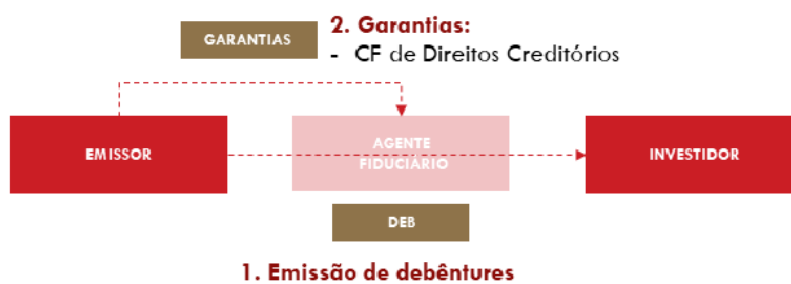 2. Garantias:
GARANTIAS
- CF de Direitos Creditórios
EMISSOR
AGENTE
FIDUCIÁRIO
INVESTIDOR
DEB
1. Emissão de debêntures